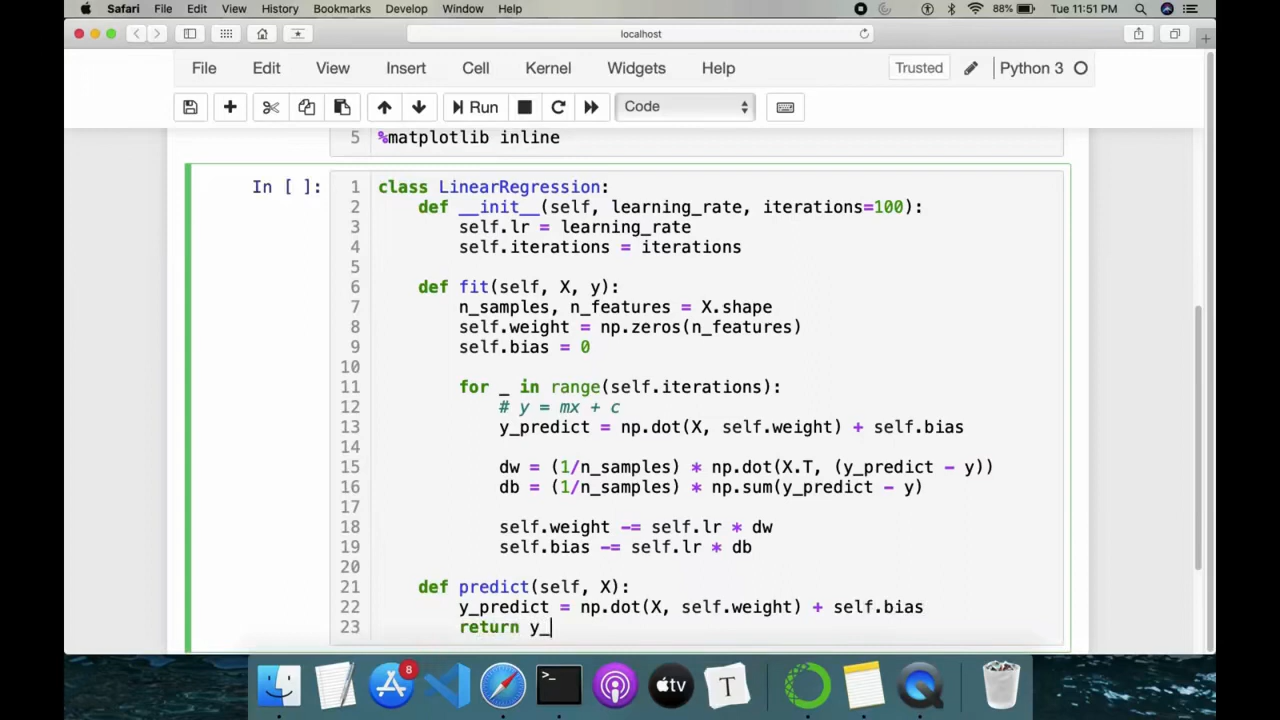 Safari File Edit View History Bookmarks Develop Window Help 88% Tue 11:51 PM
localhost
File Edit View Insert Cell Kernel Widgets Help Trusted Python 3
Run Code
5 %matplotlib inline
In [ ]: 1 class LinearRegression:
2 def __init__(self, learning_rate, iterations=100):
3 self.lr = learning_rate
4 self.iterations = iterations
5
6 def fit(self, X, y):
7 n_samples, n_features = X.shape
8 self.weight = np.zeros(n_features)
9 self.bias = 0
10
11 for _ in range(self.iterations):
12 # y = mx + c
13 y_predict = np.dot(X, self.weight) + self.bias
14
15 dw = (1/n_samples) * np.dot(X.T, (y_predict - y))
16 db = (1/n_samples) * np.sum(y_predict - y)
17
18 self.weight -= self.lr * dw
19 self.bias -= self.lr * db
20
21 def predict(self, X):
22 y_predict = np.dot(X, self.weight) + self.bias
23 return y_
8
>_
tv
T